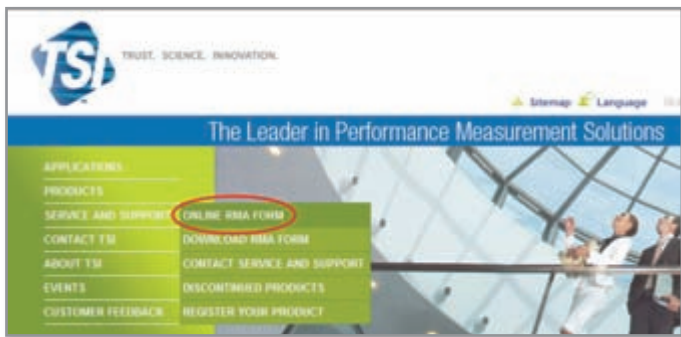 TSI
TRUST. SCIENCE. INNOVATION.
Sitemap Language
The Leader in Performance Measurement Solutions
APPLICATIONS
PRODUCTS
SERVICE AND SUPPORT ONLINE RMA FORM
CONTACT TSI DOWNLOAD RMA FORM
ABOUT TSI CONTACT SERVICE AND SUPPORT
EVENTS DISCONTINUED PRODUCTS
CUSTOMER FEEDBACK REGISTER YOUR PRODUCT